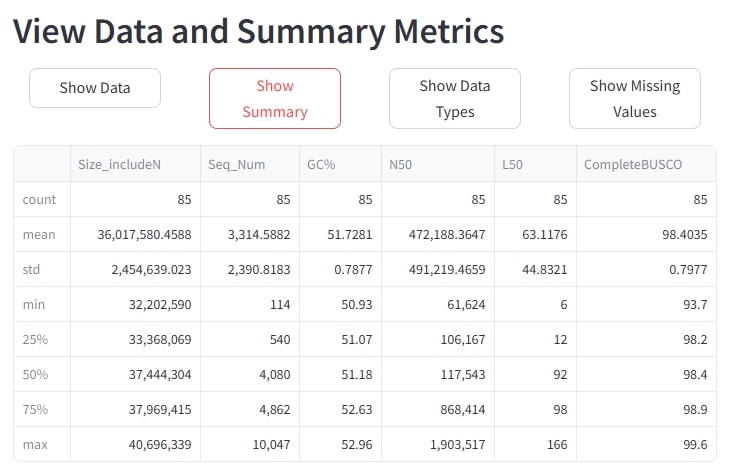 View Data and Summary Metrics
Show Data
Show
Summary
Show Data
Types
Show Missing
Values
Size_includeN Seq_Num GC% N50 L50 CompleteBUSCO
count 85 85 85 85 85 85
mean 36,017,580.4588 3,314.5882 51.7281 472,188.3647 63.1176 98.4035
std 2,454,639.023 2,390.8183 0.7877 491,219.4659 44.8321 0.7977
min 32,202,590 114 50.93 61,624 6 93.7
25% 33,368,069 540 51.07 106,167 12 98.2
50% 37,444,304 4,080 51.18 117,543 92 98.4
75% 37,969,415 4,862 52.63 868,414 98 98.9
max 40,696,339 10,047 52.96 1,903,517 166 99.6